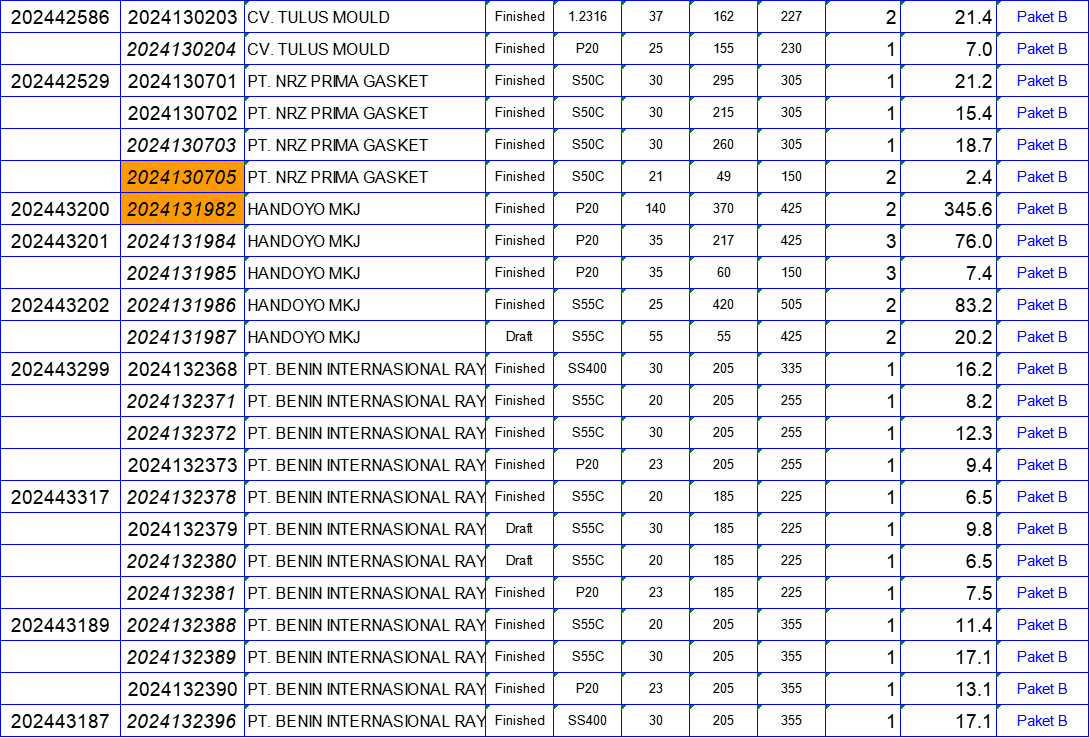 202442586 2024130203 CV. TULUS MOULD Finished 1.2316 37 162 227 2 21.4 Paket B
2024130204 CV. TULUS MOULD Finished P20 25 155 230 1 7.0 Paket B
202442529 2024130701 PT. NRZ PRIMA GASKET Finished S50C 30 295 305 1 21.2 Paket B
2024130702 PT. NRZ PRIMA GASKET Finished S50C 30 215 305 1 15.4 Paket B
2024130703 PT. NRZ PRIMA GASKET Finished S50C 30 260 305 1 18.7 Paket B
2024130705 PT. NRZ PRIMA GASKET Finished S50C 21 49 150 2 2.4 Paket B
202443200 2024131982 HANDOYO MKJ Finished P20 140 370 425 2 345.6 Paket B
202443201 2024131984 HANDOYO MKJ Finished P20 35 217 425 3 76.0 Paket B
2024131985 HANDOYO MKJ Finished P20 35 60 150 3 7.4 Paket B
202443202 2024131986 HANDOYO MKJ Finished S55C 25 420 505 2 83.2 Paket B
2024131987 HANDOYO MKJ Draft S55C 55 55 425 2 20.2 Paket B
202443299 2024132368 PT. BENIN INTERNASIONAL RAY Finished SS400 30 205 335 1 16.2 Paket B
2024132371 PT. BENIN INTERNASIONAL RAY Finished S55C 20 205 255 1 8.2 Paket B
2024132372 PT. BENIN INTERNASIONAL RAY Finished S55C 30 205 255 1 12.3 Paket B
2024132373 PT. BENIN INTERNASIONAL RAY Finished P20 23 205 255 1 9.4 Paket B
202443317 2024132378 PT. BENIN INTERNASIONAL RAY Finished S55C 20 185 225 1 6.5 Paket B
2024132379 PT. BENIN INTERNASIONAL RAY Draft S55C 30 185 225 1 9.8 Paket B
2024132380 PT. BENIN INTERNASIONAL RAY Draft S55C 20 185 225 1 6.5 Paket B
2024132381 PT. BENIN INTERNASIONAL RAY Finished P20 23 185 225 1 7.5 Paket B
202443189 2024132388 PT. BENIN INTERNASIONAL RAY Finished S55C 20 205 355 1 11.4 Paket B
2024132389 PT. BENIN INTERNASIONAL RAY Finished S55C 30 205 355 1 17.1 Paket B
2024132390 PT. BENIN INTERNASIONAL RAY Finished P20 23 205 355 1 13.1 Paket B
202443187 2024132396 PT. BENIN INTERNASIONAL RAY Finished SS400 30 205 355 1 17.1 Paket B